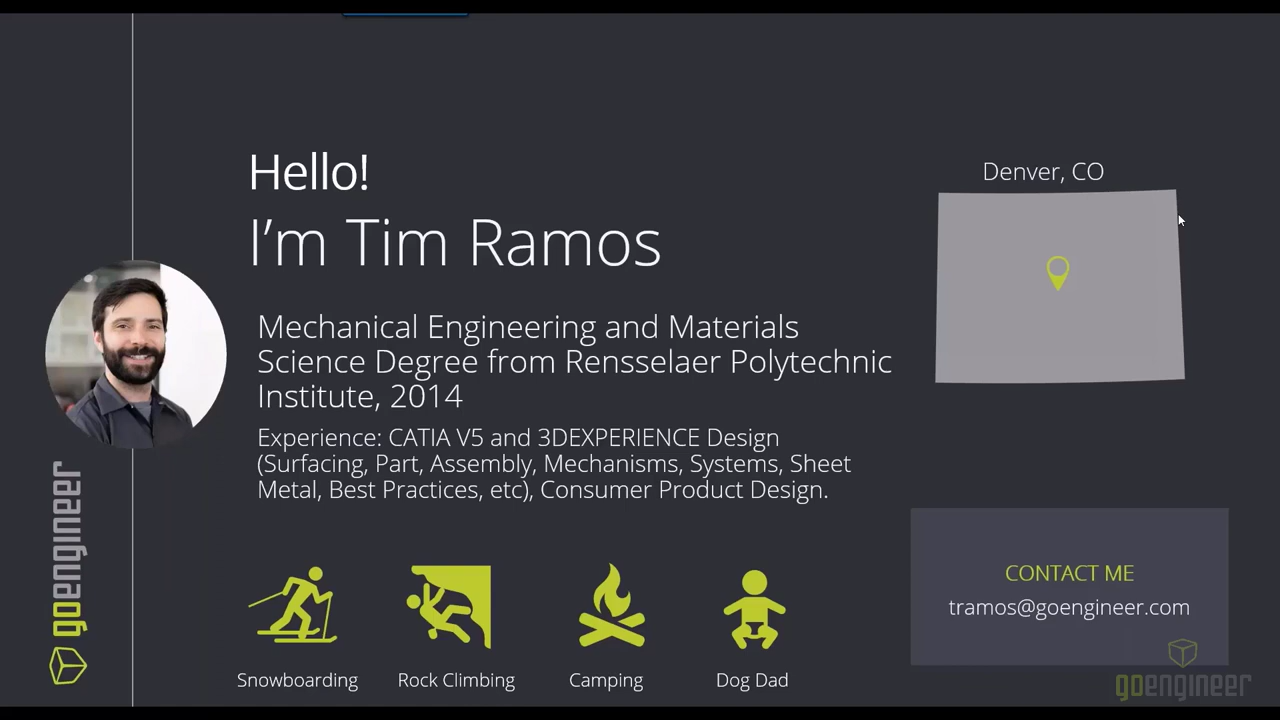 Hello!
I'm Tim Ramos
Mechanical Engineering and Materials
Science Degree from Rensselaer Polytechnic
Institute, 2014
Experience: CATIA V5 and 3DEXPERIENCE Design
(Surfacing, Part, Assembly, Mechanisms, Systems, Sheet
Metal, Best Practices, etc), Consumer Product Design.
Snowboarding
Rock Climbing
Camping
Dog Dad
Denver, CO
CONTACT ME
tramos@goengineer.com
goengineer
goengineer